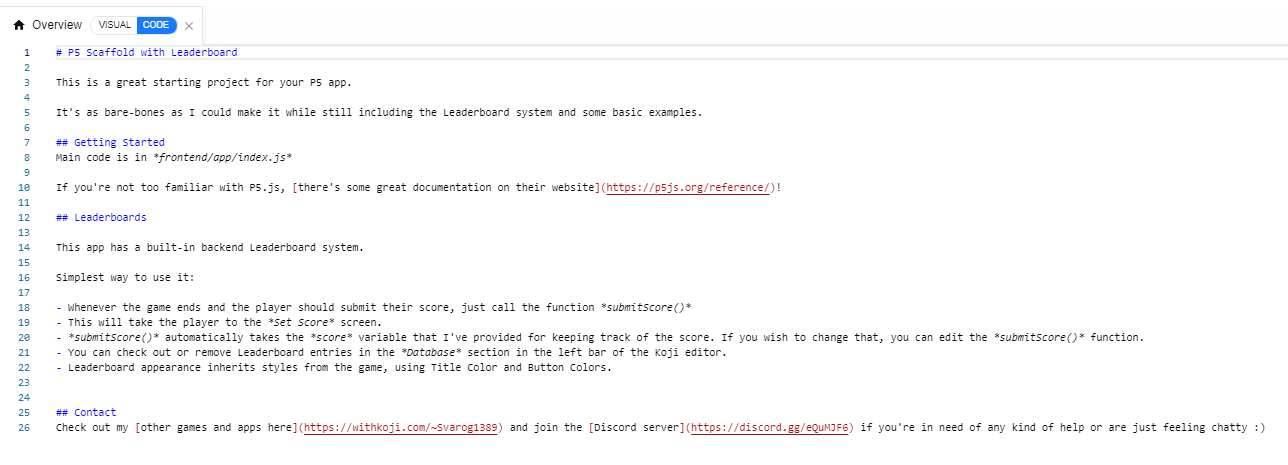 Overview VISUAL CODE
1 # P5 Scaffold with Leaderboard
2
3 This is a great starting project for your P5 app.
4
5 It's as bare-bones as I could make it while still including the Leaderboard system and some basic examples.
6
7 ## Getting Started
8 Main code is in *frontend/app/index.js*
9
10 If you're not too familiar with P5.js, [there's some great documentation on their website](https://p5js.org/reference/)!
11
12 ## Leaderboards
13
14 This app has a built-in backend Leaderboard system.
15
16 Simplest way to use it:
17
18 - Whenever the game ends and the player should submit their score, just call the function *submitScore()*
19 - This will take the player to the *Set Score* screen.
20 - *submitScore()* automatically takes the *score* variable that I've provided for keeping track of the score. If you wish to change that, you can edit the *submitScore()* function.
21 - You can check out or remove Leaderboard entries in the *Database* section in the left bar of the Koji editor.
22 - Leaderboard appearance inherits styles from the game, using Title Color and Button Colors.
23
24
25 ## Contact
26 Check out my [other games and apps here](https://withkoji.com/~Svarog1389) and join the [Discord server](https://discord.gg/eQuMJF6) if you're in need of any kind of help or are just feeling chatty :)